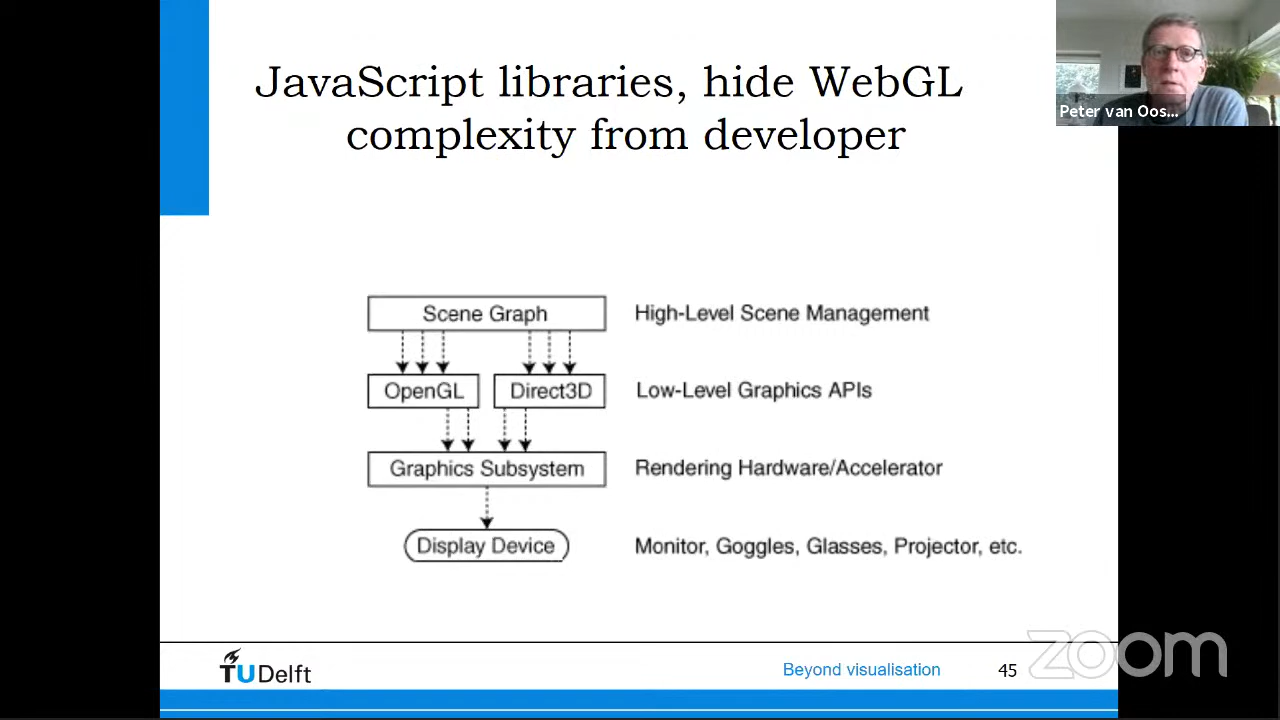 JavaScript libraries, hide WebGL
complexity from developer
Peter van Oos...
Scene Graph
High-Level Scene Management
OpenGL
Direct3D
Low-Level Graphics APIs
Graphics Subsystem
Rendering Hardware/Accelerator
Display Device
Monitor, Goggles, Glasses, Projector, etc.
TUDelft
Beyond visualisation
45
zoom